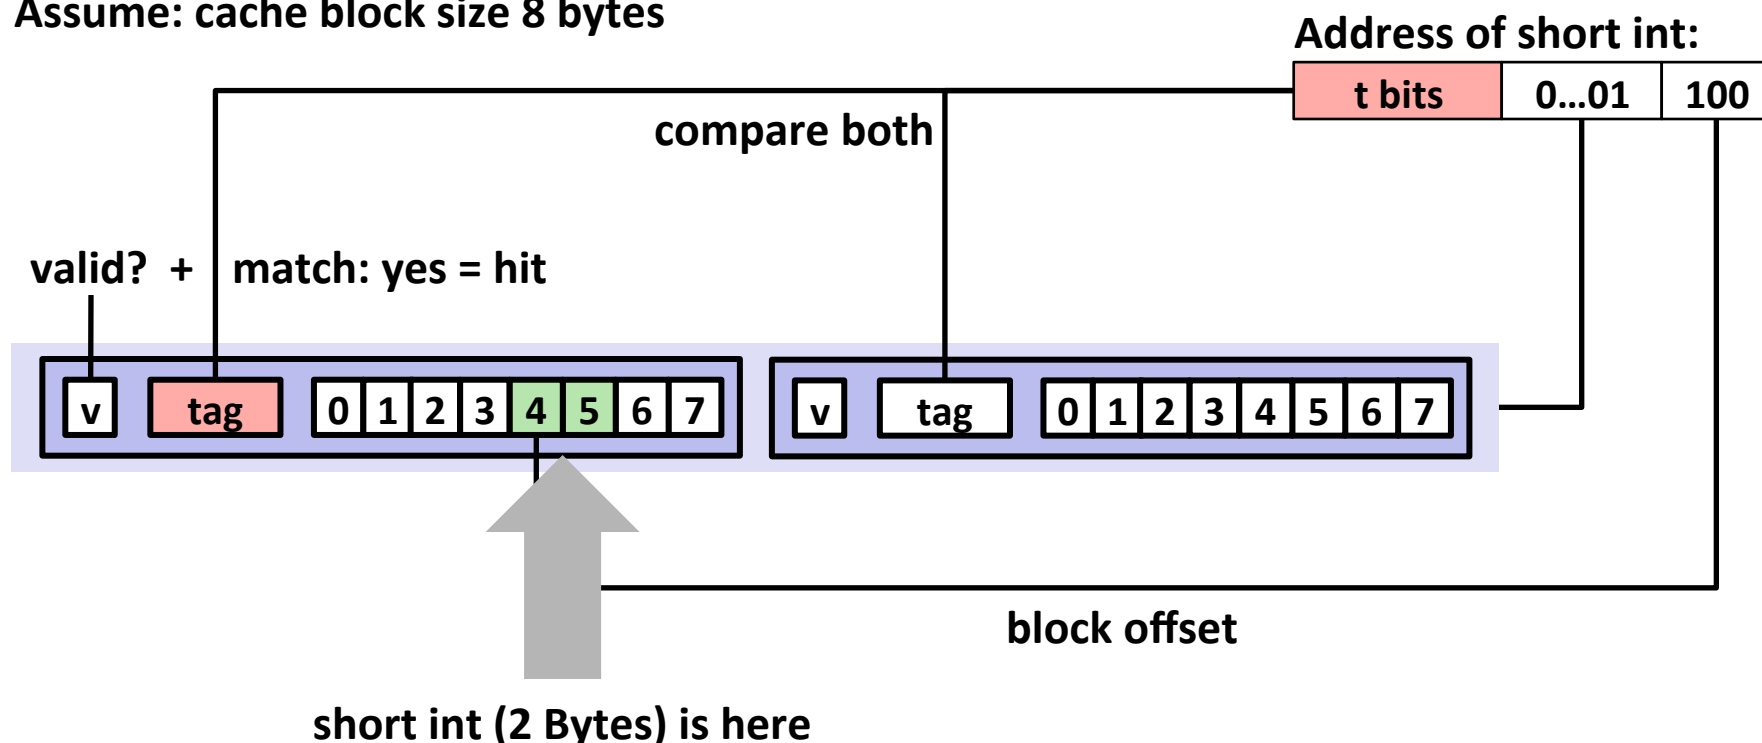 Assume: cache block size 8 bytes
Address of short int:
t bits 0...01 100
compare both
valid? + match: yes = hit
v tag 0 1 2 3 4 5 6 7 v tag 0 1 2 3 4 5 6 7
block offset
short int (2 Bytes) is here